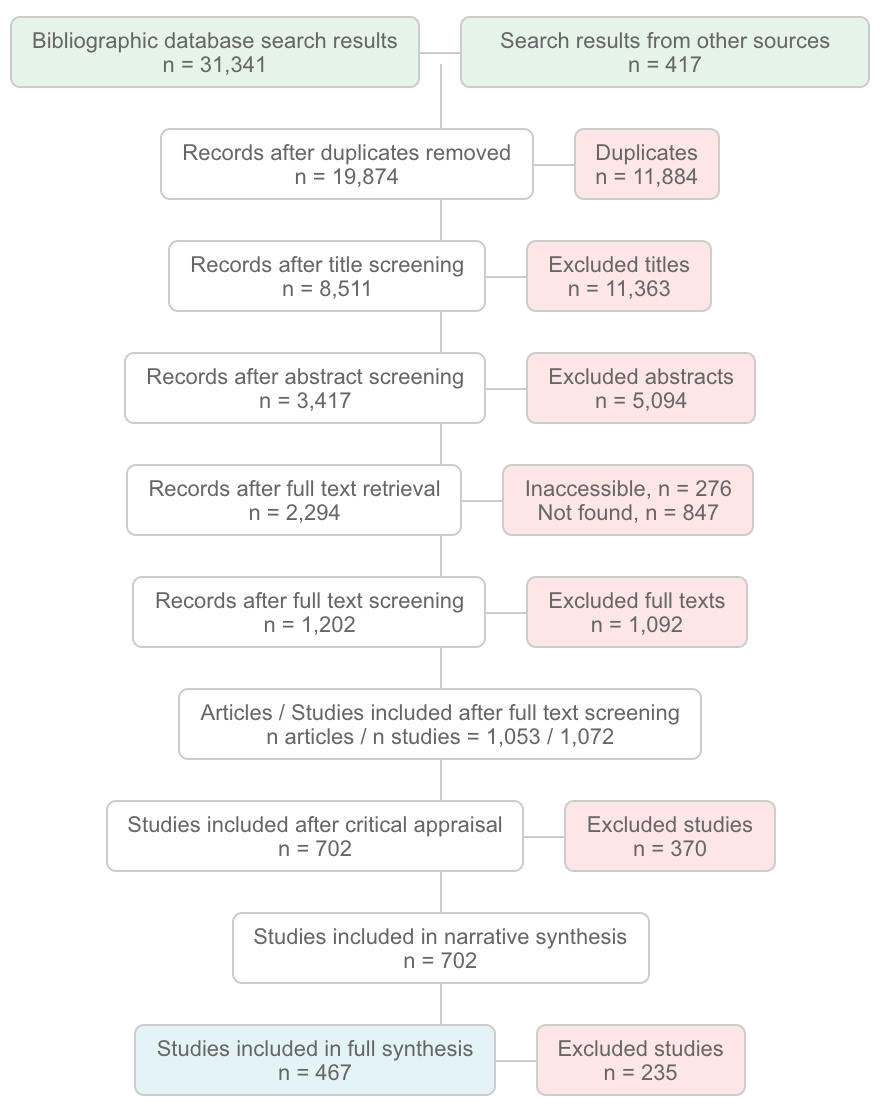 Bibliographic database search results
n = 31,341
Search results from other sources
n = 417
Records after duplicates removed
n = 19,874
Duplicates
n = 11,884
Records after title screening
n = 8,511
Excluded titles
n = 11,363
Records after abstract screening
n = 3,417
Excluded abstracts
n = 5,094
Records after full text retrieval
n = 2,294
Inaccessible, n = 276
Not found, n = 847
Records after full text screening
n = 1,202
Excluded full texts
n = 1,092
Articles / Studies included after full text screening
n articles / n studies = 1,053 / 1,072
Studies included after critical appraisal
n = 702
Excluded studies
n = 370
Studies included in narrative synthesis
n = 702
Studies included in full synthesis
n = 467
Excluded studies
n = 235